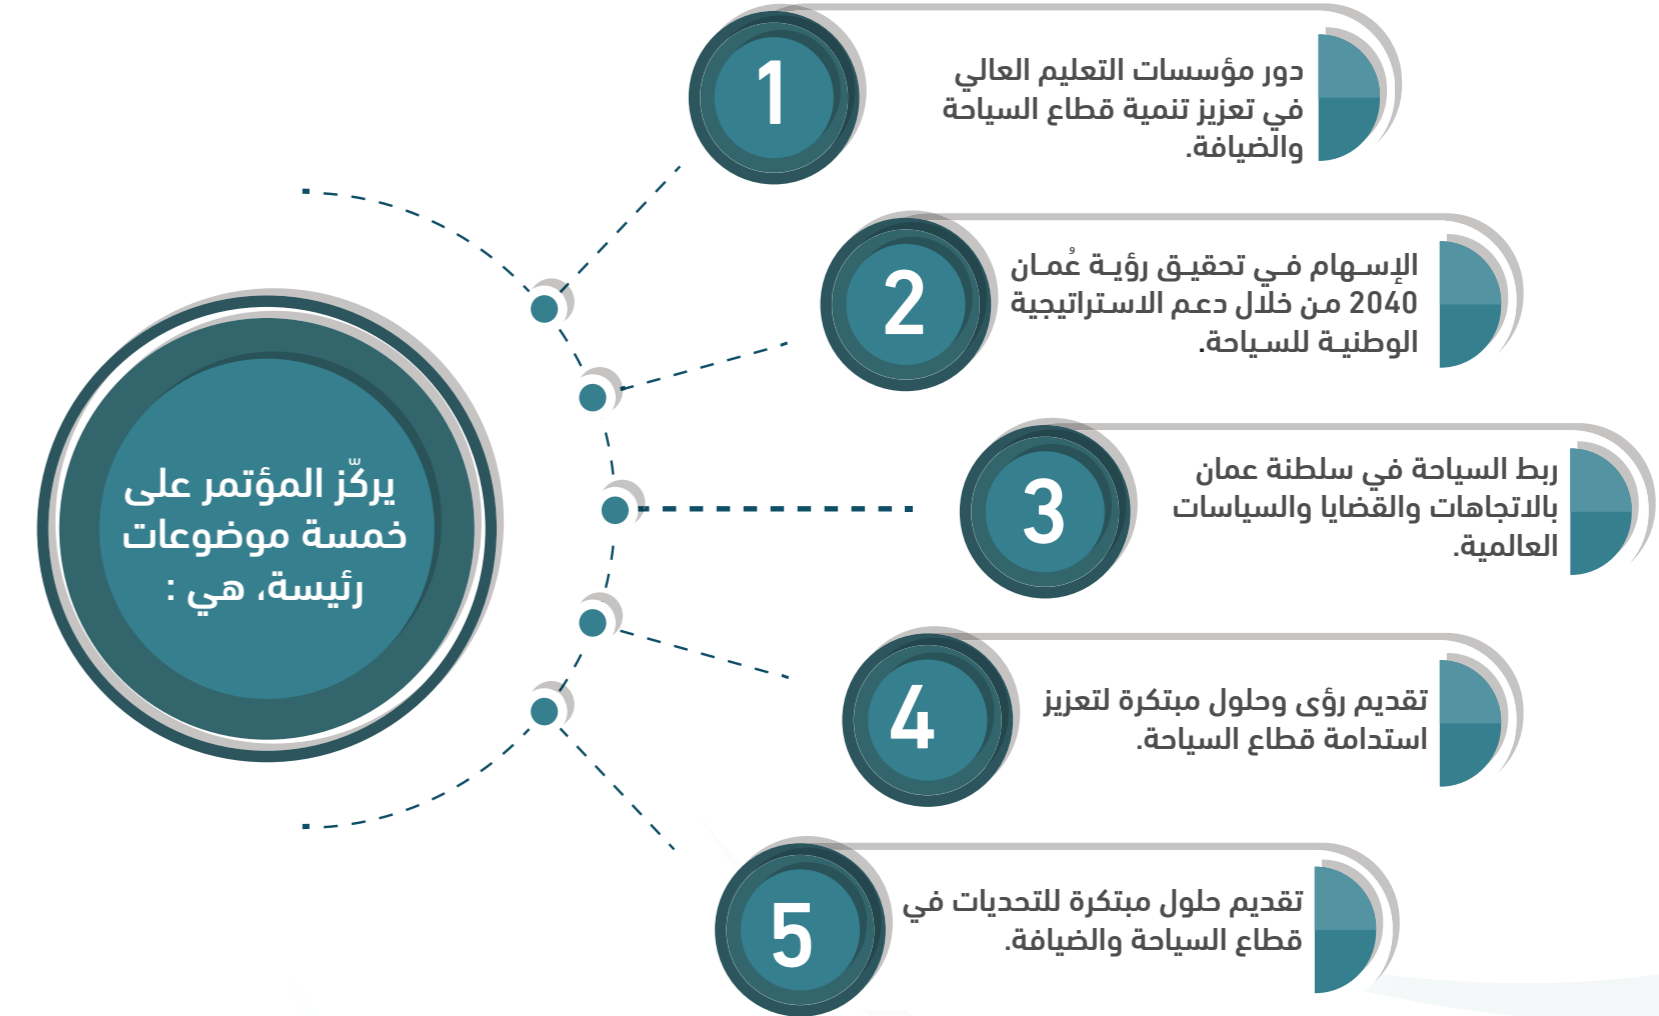 يركّز المؤتمر على
خمسة موضوعات
رئيسة، هي :
1
دور مؤسسات التعليم العالي
في تعزيز تنمية قطاع السياحة
والضيافة.
2
الإسهام في تحقيق رؤية عُمان
2040 من خلال دعم الاستراتيجية
الوطنية للسياحة.
3
ربط السياحة في سلطنة عمان
بالاتجاهات والقضايا والسياسات
العالمية.
4
تقديم رؤى وحلول مبتكرة لتعزيز
استدامة قطاع السياحة.
5
تقديم حلول مبتكرة للتحديات في
قطاع السياحة والضيافة.